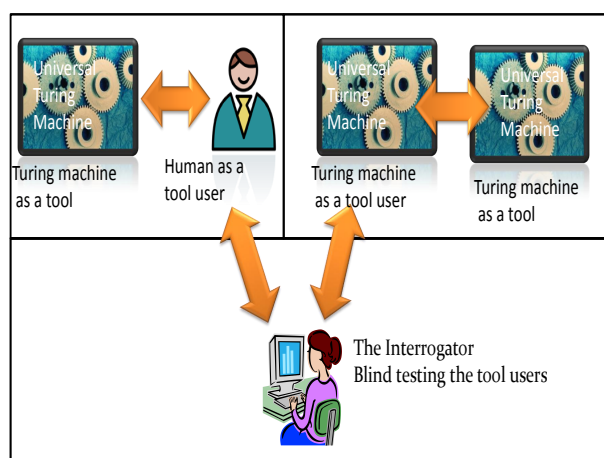 Universal
Turing
Machine
Turing machine
as a tool
Human as a
tool user
Universal
Turing
Machine
Turing machine
as a tool user
Universal
Turing
Machine
Turing machine
as a tool
The Interrogator
Blind testing the tool users